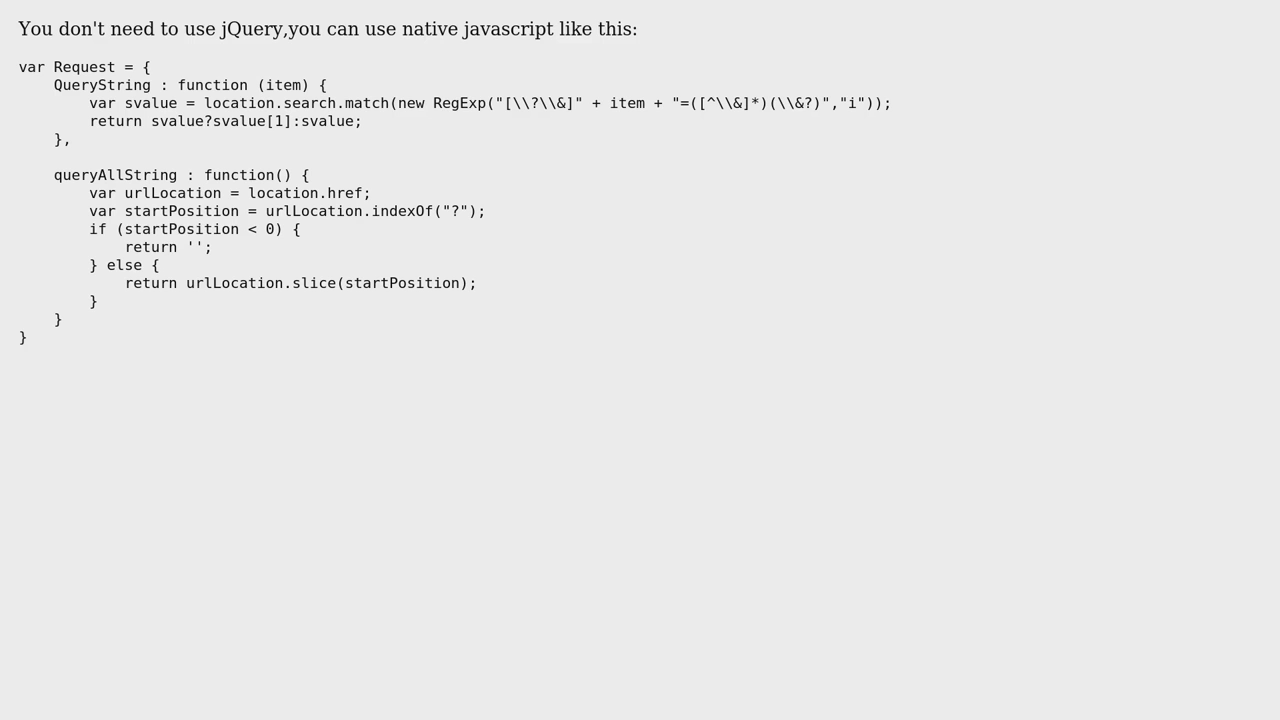 You don't need to use jQuery,you can use native javascript like this:
var Request = {
    QueryString : function (item) {
        var svalue = location.search.match(new RegExp("[\\?\\&]" + item + "=([^\\&]*)(\\&?)","i"));
        return svalue?svalue[1]:svalue;
    },

    queryAllString : function() {
        var urlLocation = location.href;
        var startPosition = urlLocation.indexOf("?");
        if (startPosition < 0) {
            return '';
        } else {
            return urlLocation.slice(startPosition);
        }
    }
}